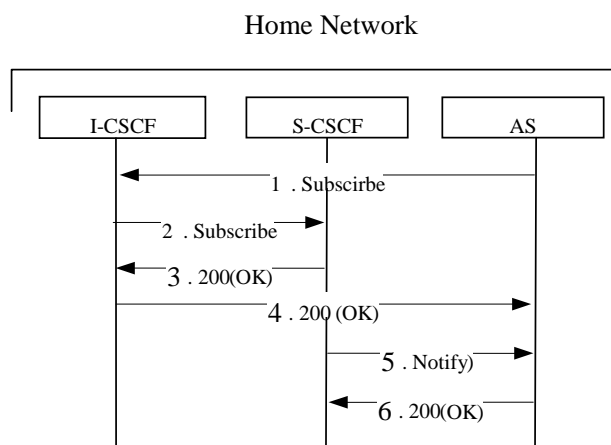 Home Network
I-CSCF
S-CSCF
AS
1 . Subscirbe
2 . Subscribe
3 . 200(OK)
4 . 200 (OK)
5 . Notify)
6 . 200(OK)